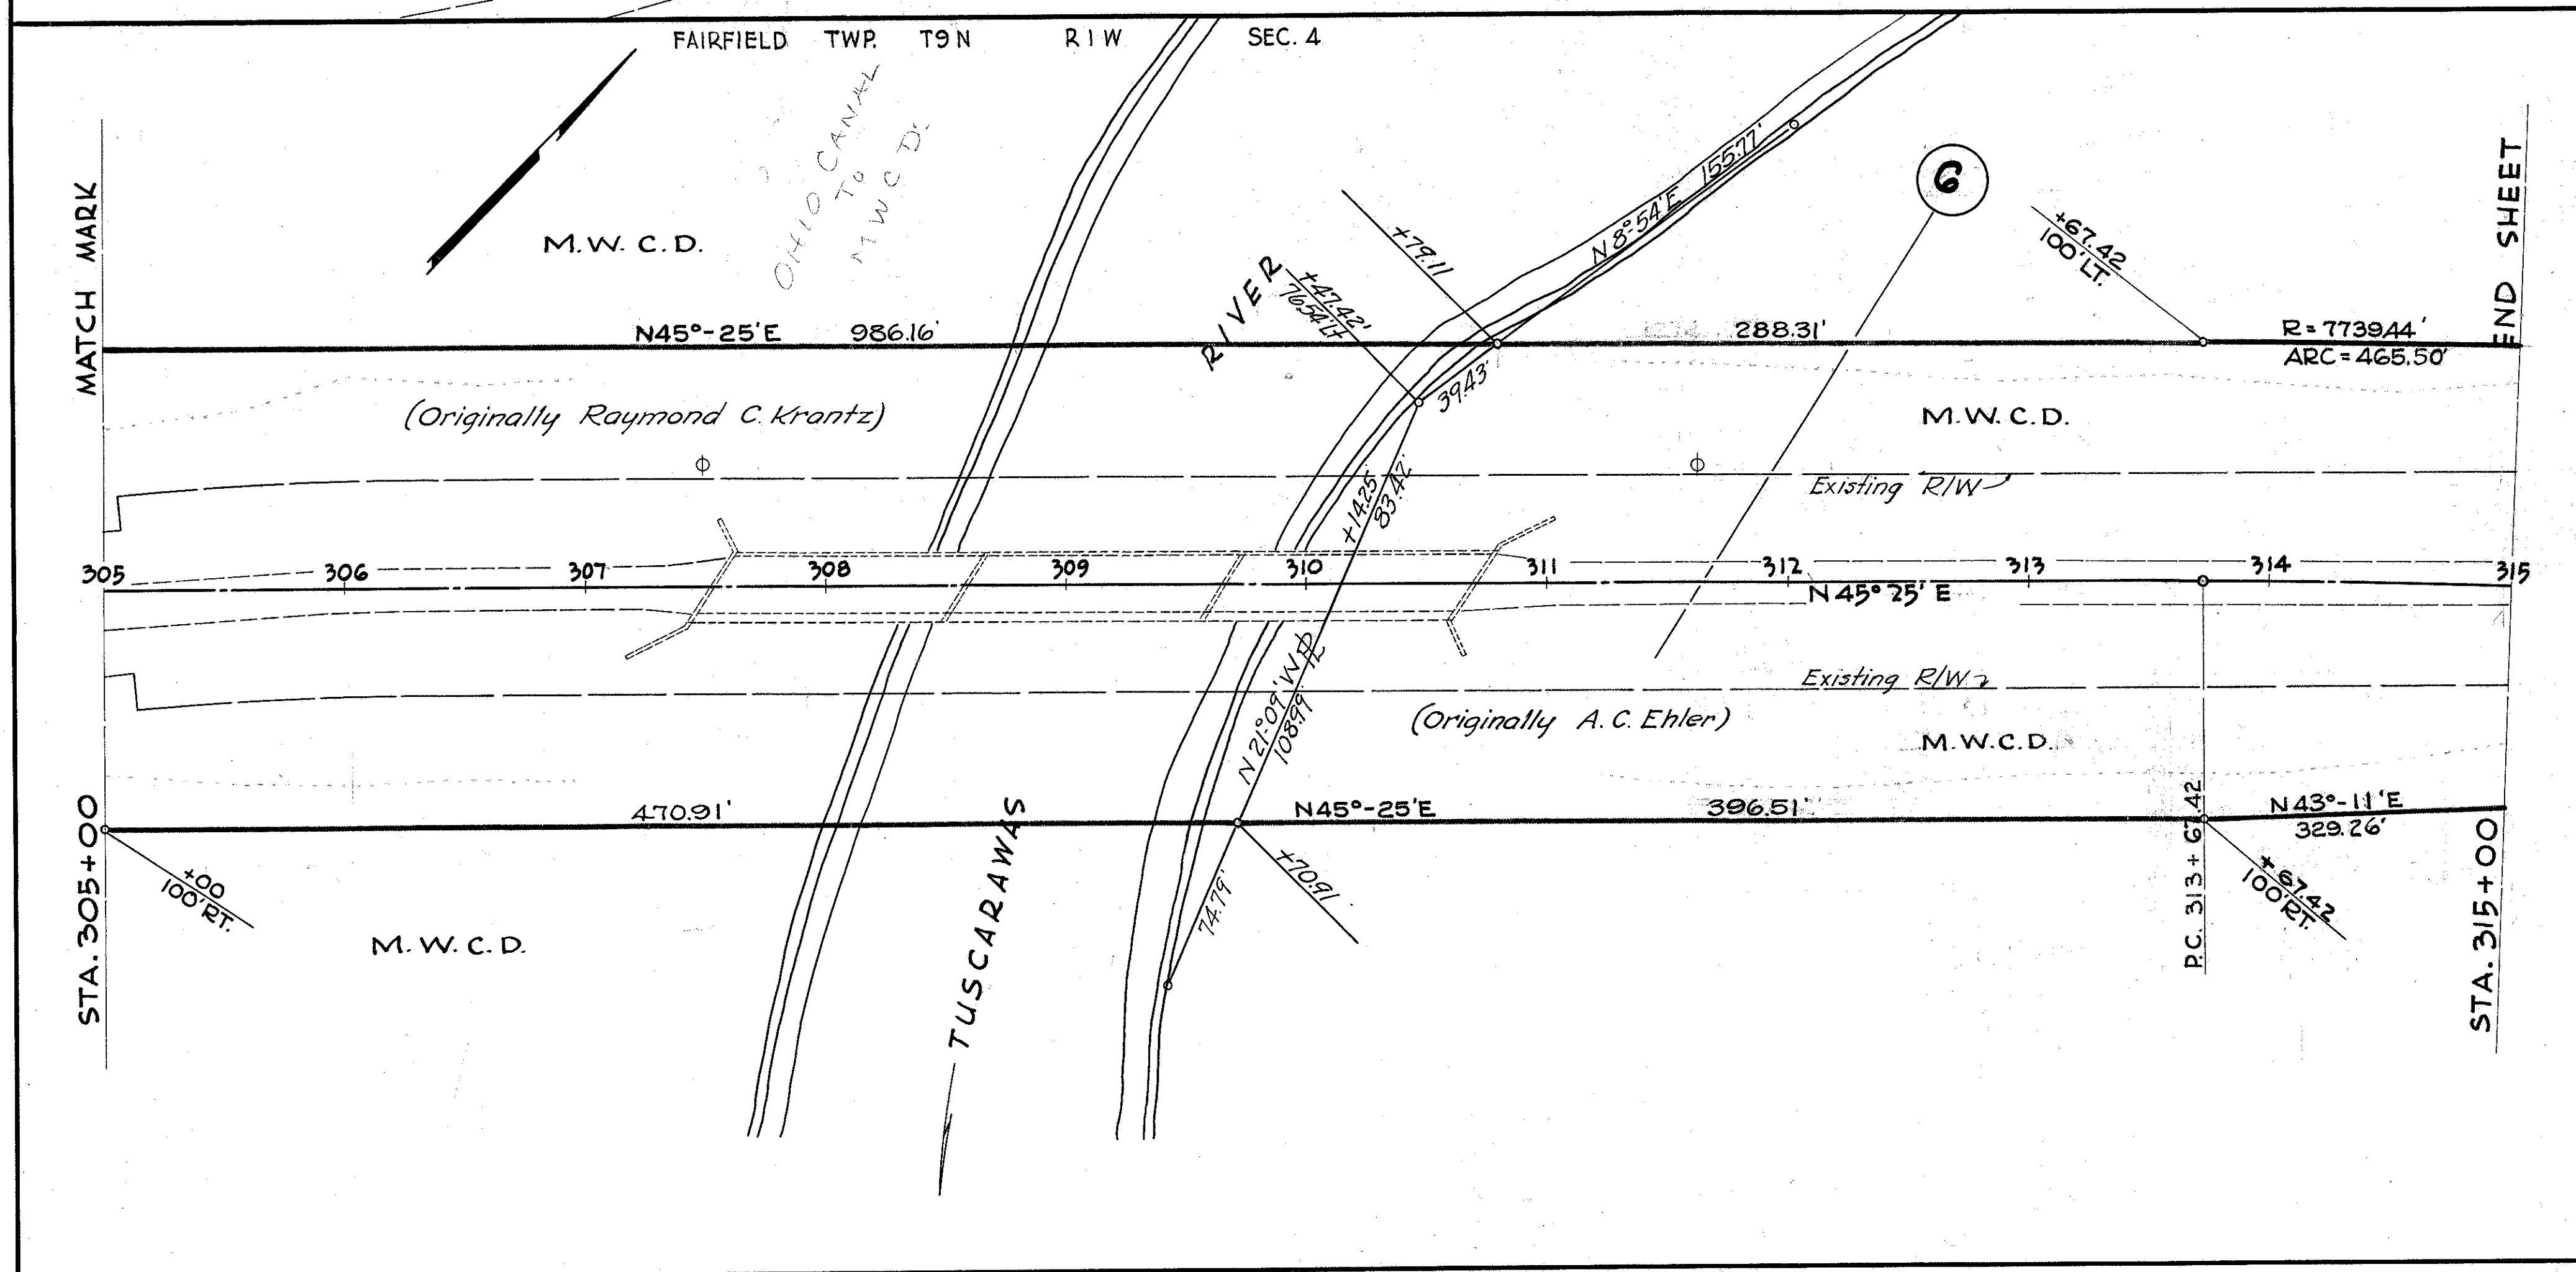 FAIRFIELD TWP. T9N R1W SEC. 4
OHIO CANAL
TO
M W C D.
MATCH MARK
M.W.C.D.
N45°-25'E 986.16'
RIVER
+47.42'
76.54 LT
+79.11
N 8°-54'E 155.77'
6
+67.42
100' LT.
END SHEET
288.31'
R=7739.44'
ARC=465.50'
39.43'
(Originally Raymond C. Krantz)
M.W.C.D.
+14.25
83.42'
Existing R/W
305 306 307 308 309 310 311 312 313 314 315
N 45° 25' E
N 21°-09' W PL
108.99'
Existing R/W
(Originally A.C. Ehler)
M.W.C.D.
470.91'
N45°-25'E
396.51'
N 43°-11'E
329.26'
STA. 305+00
+00
100' RT.
M.W.C.D.
TUSCARAWAS
74.79'
+70.91
P.C. 313+67.42
+67.42
100' RT.
STA. 315+00